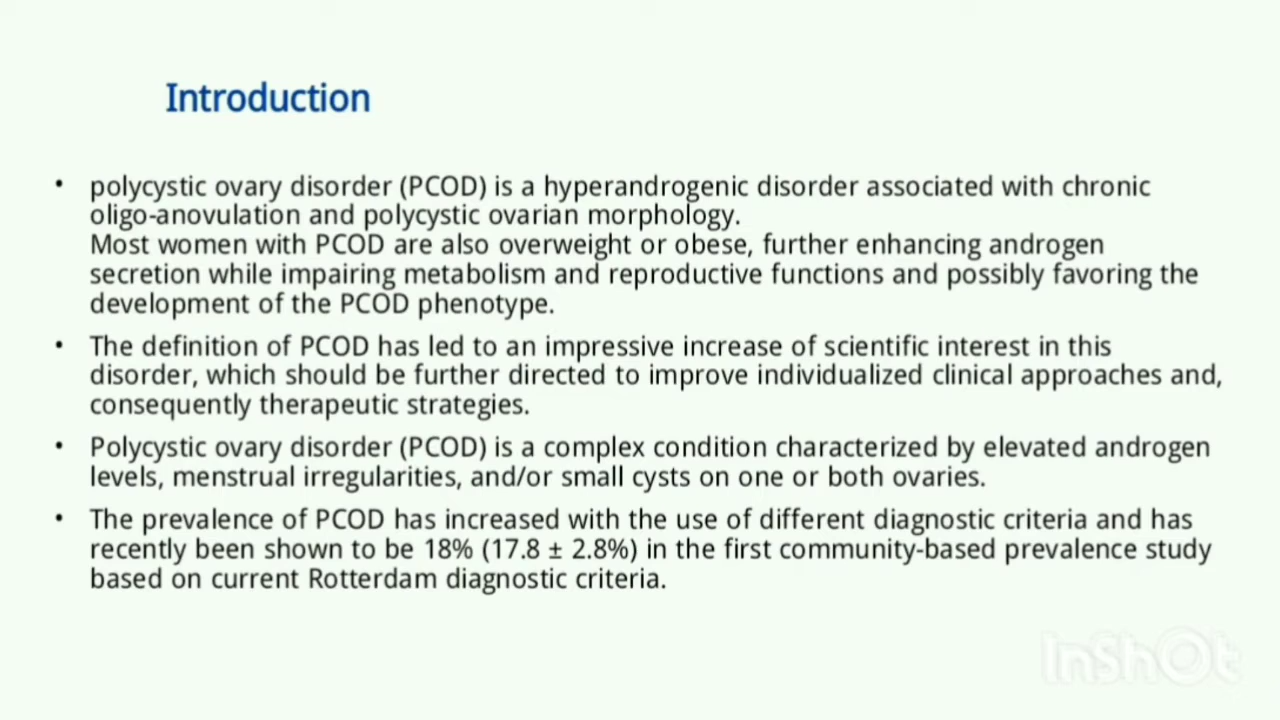 Introduction
• polycystic ovary disorder (PCOD) is a hyperandrogenic disorder associated with chronic
oligo-anovulation and polycystic ovarian morphology.
Most women with PCOD are also overweight or obese, further enhancing androgen
secretion while impairing metabolism and reproductive functions and possibly favoring the
development of the PCOD phenotype.
• The definition of PCOD has led to an impressive increase of scientific interest in this
disorder, which should be further directed to improve individualized clinical approaches and,
consequently therapeutic strategies.
• Polycystic ovary disorder (PCOD) is a complex condition characterized by elevated androgen
levels, menstrual irregularities, and/or small cysts on one or both ovaries.
• The prevalence of PCOD has increased with the use of different diagnostic criteria and has
recently been shown to be 18% (17.8 ± 2.8%) in the first community-based prevalence study
based on current Rotterdam diagnostic criteria.
InShOt